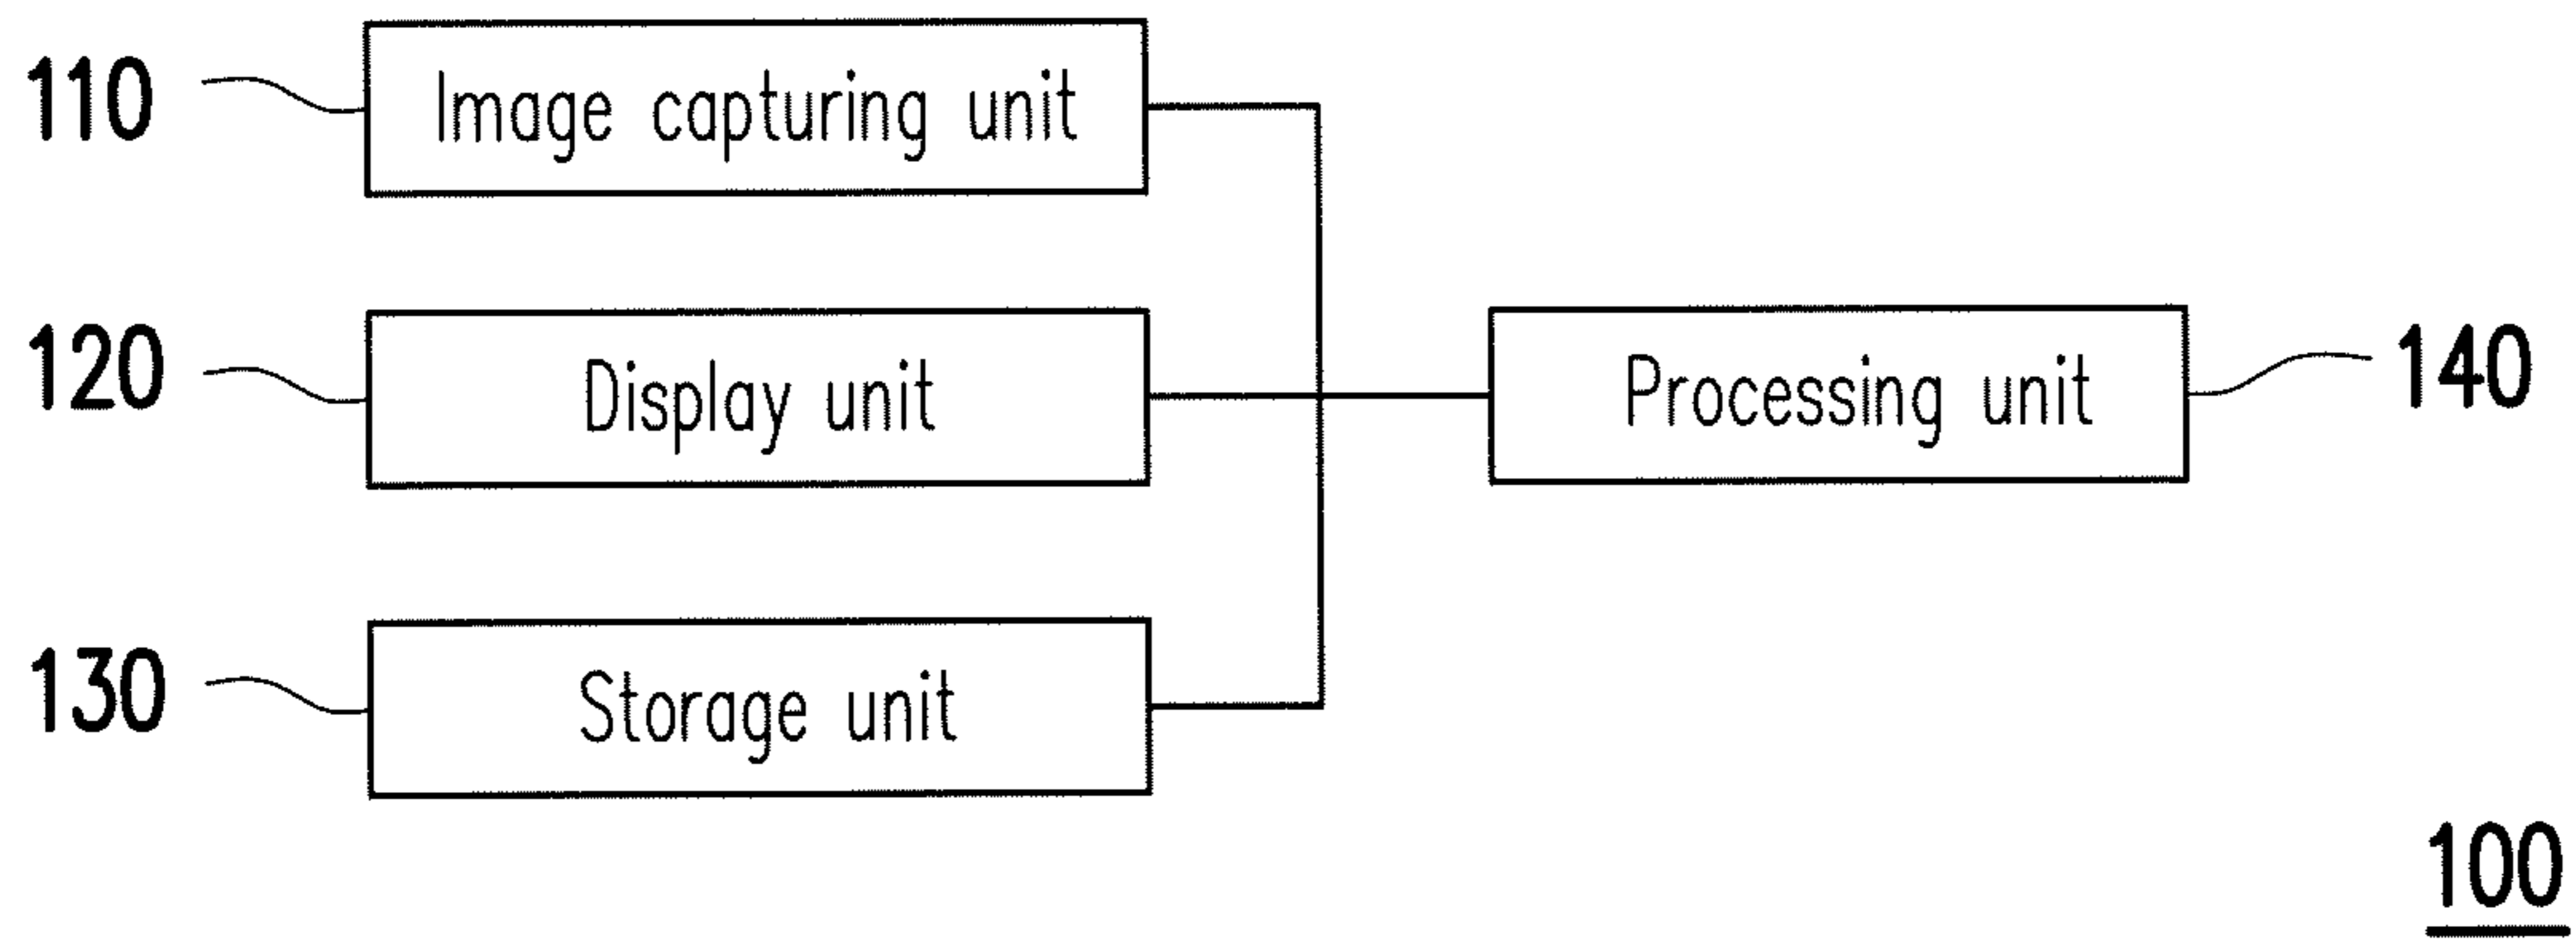 110 Image capturing unit
120 Display unit
Processing unit 140
130 Storage unit
100